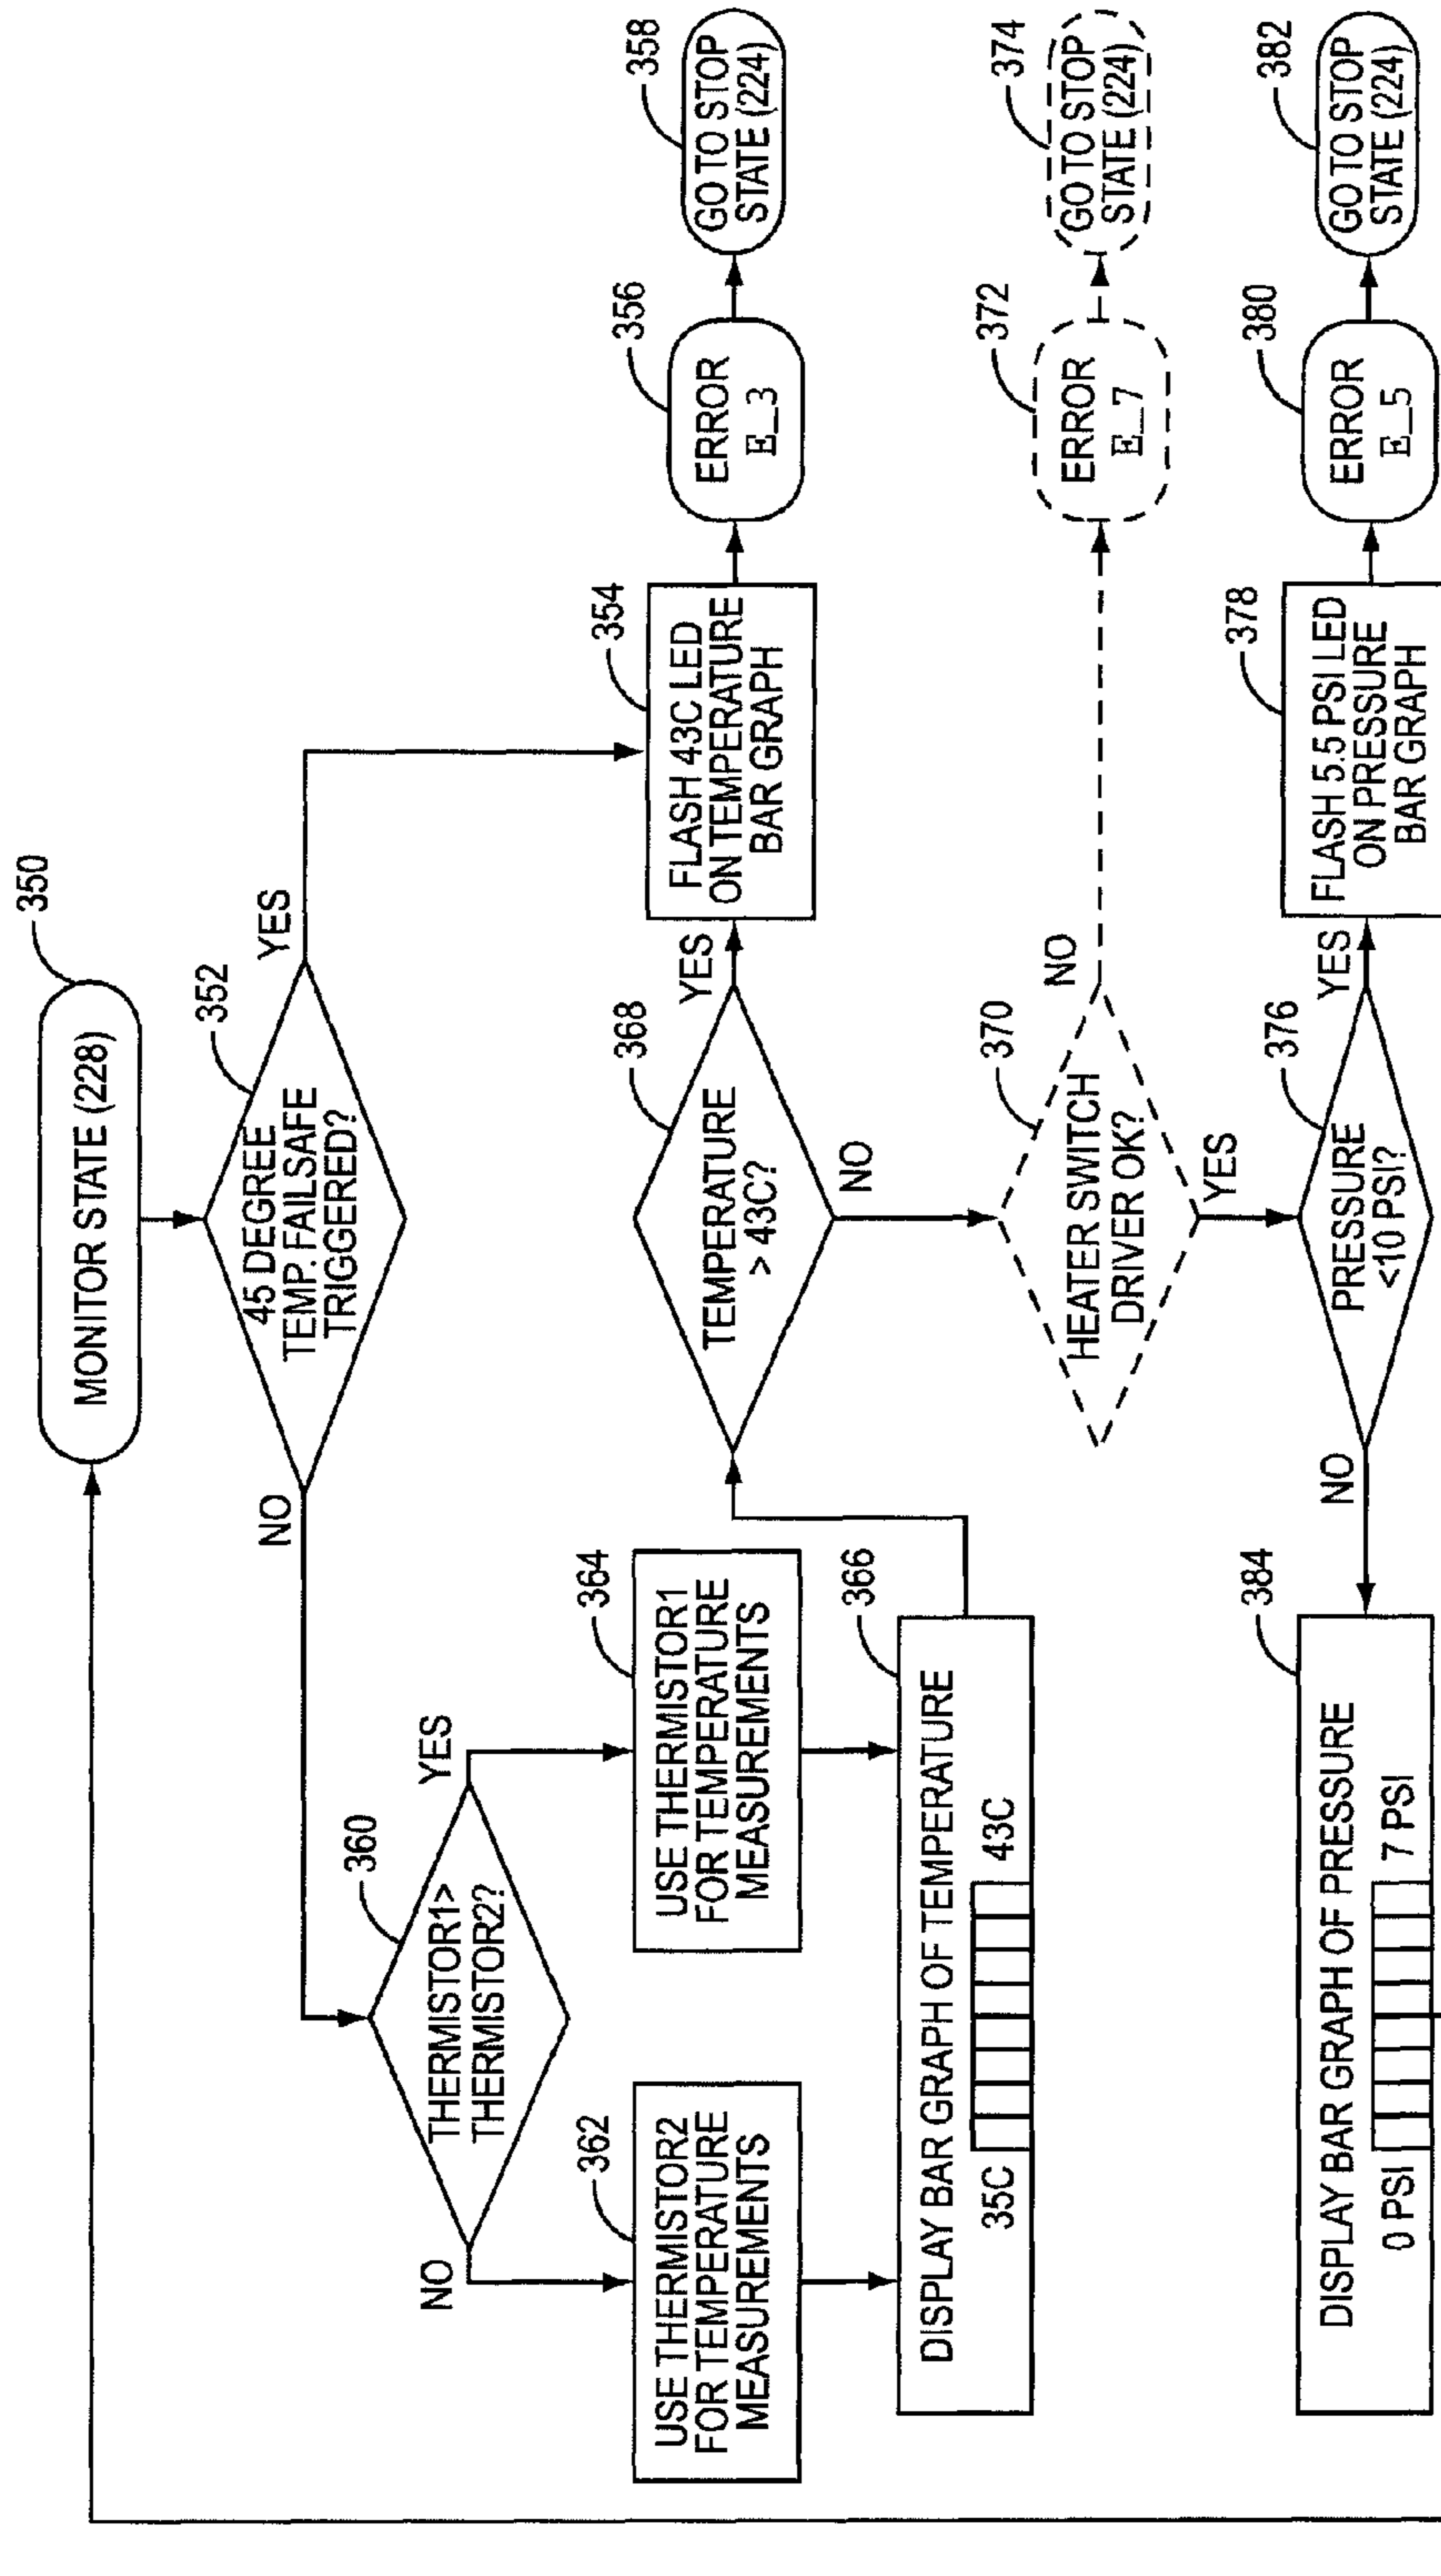 350
MONITOR STATE (228)
352
45 DEGREE
TEMP. FAILSAFE
TRIGGERED?
NO
YES
360
THERMISTOR1>
THERMISTOR2?
NO
YES
362
USE THERMISTOR2
FOR TEMPERATURE
MEASUREMENTS
364
USE THERMISTOR1
FOR TEMPERATURE
MEASUREMENTS
366
DISPLAY BAR GRAPH OF TEMPERATURE
35C
43C
368
TEMPERATURE
> 43C?
YES
NO
354
FLASH 43C LED
ON TEMPERATURE
BAR GRAPH
356
ERROR
E_3
358
GO TO STOP
STATE (224)
370
HEATER SWITCH
DRIVER OK?
NO
YES
372
ERROR
E_7
374
GO TO STOP
STATE (224)
376
PRESSURE
<10 PSI?
NO
YES
378
FLASH 5.5 PSI LED
ON PRESSURE
BAR GRAPH
380
ERROR
E_5
382
GO TO STOP
STATE (224)
384
DISPLAY BAR GRAPH OF PRESSURE
0 PSI
7 PSI